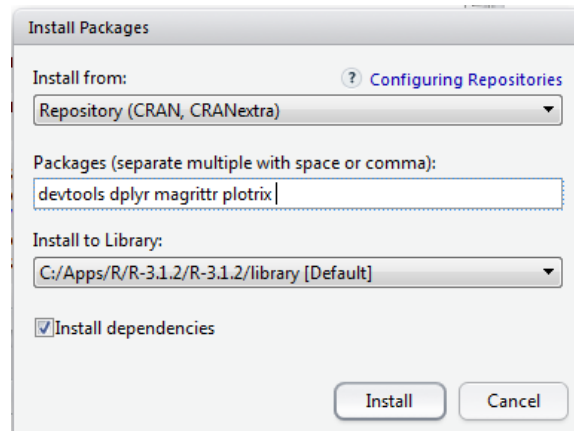 Install Packages
Install from:
? Configuring Repositories
Repository (CRAN, CRANextra)
Packages (separate multiple with space or comma):
devtools dplyr magrittr plotrix
Install to Library:
C:/Apps/R/R-3.1.2/R-3.1.2/library [Default]
Install dependencies
Install
Cancel